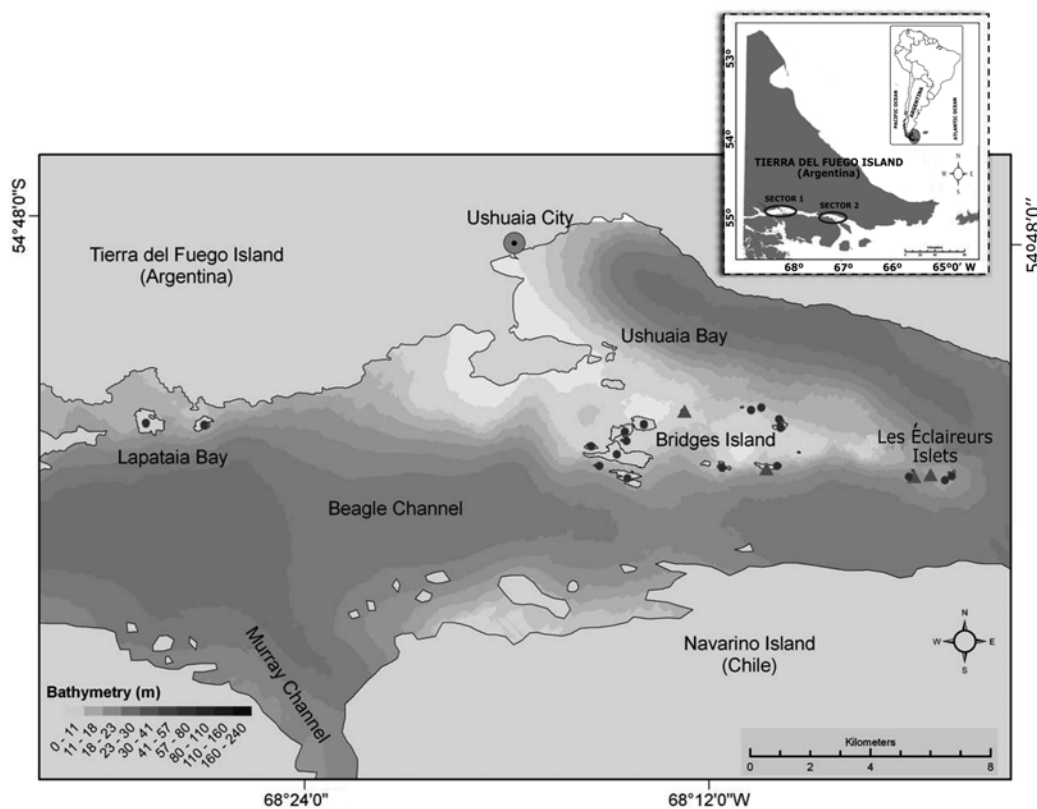 53°
54°
55°
PACIFIC OCEAN
ARGENTINA
ATLANTIC OCEAN
TIERRA DEL FUEGO ISLAND
(Argentina)
N
W
E
SECTOR 1
SECTOR 2
68°
67°
66°
65°0' W
54°48'0"S
54°48'0''
Ushuaia City
Tierra del Fuego Island
(Argentina)
Ushuaia Bay
Bridges Island
Les Éclaireurs
Islets
Lapataia Bay
Beagle Channel
Murray Channel
Navarino Island
(Chile)
N
W
E
S
Bathymetry (m)
0 - 11
11 - 18
18 - 23
23 - 30
30 - 41
41 - 57
57 - 80
80 - 110
110 - 160
160 - 240
Kilometers
0 2 4 6 8
68°24'0"
68°12'0"W